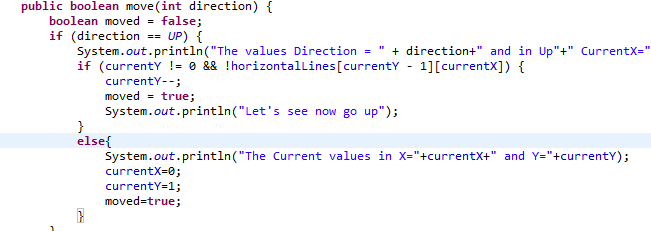 public boolean move(int direction) {
boolean moved = false;
if (direction == UP) {
System.out.println("The values Direction = " + direction+" and in Up"+" CurrentX="
if (currentY != 0 && !horizontalLines[currentY - 1][currentX]) {
currentY--;
moved = true;
System.out.println("Let's see now go up");
}
else{
System.out.println("The Current values in X="+currentX+" and Y="+currentY);
currentX=0;
currentY=1;
moved=true;
}
}